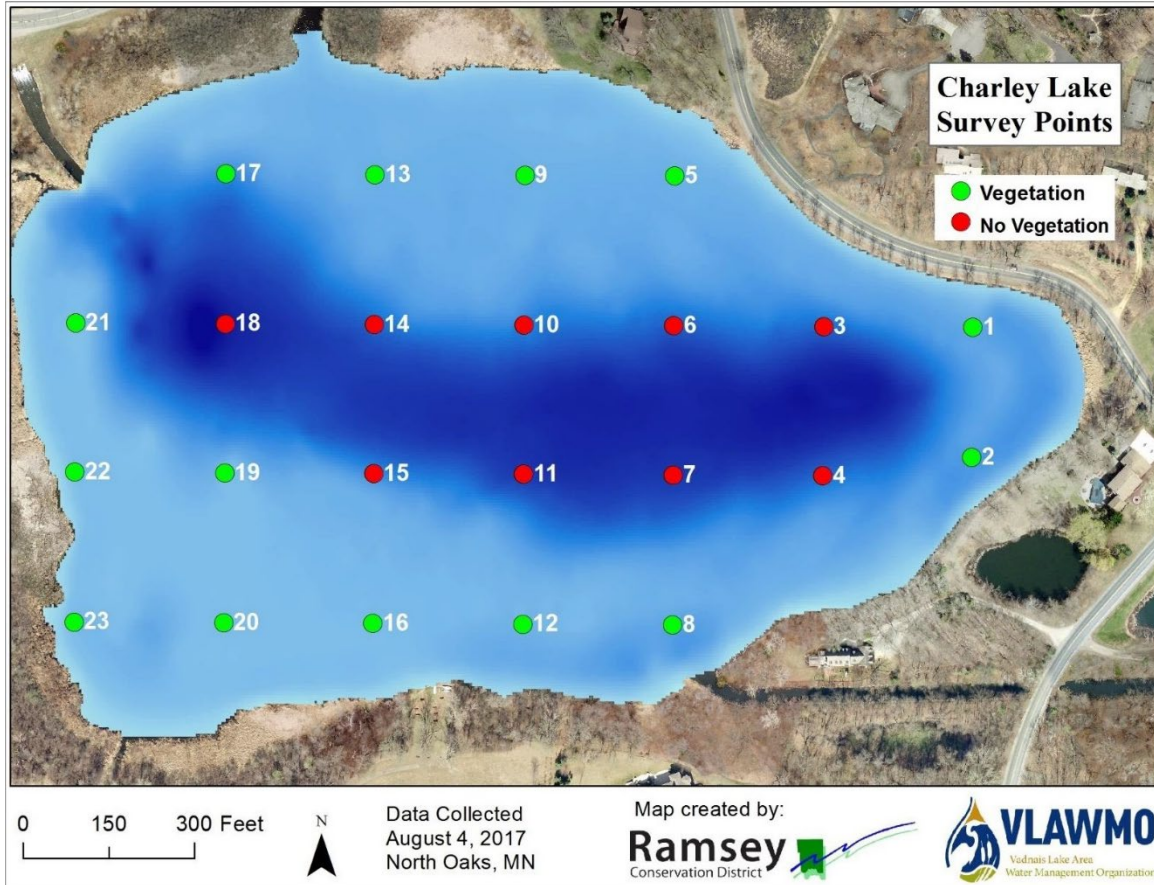 Charley Lake
Survey Points
Vegetation
No Vegetation
17
13
9
5
21
18
14
10
6
3
1
22
19
15
11
7
4
2
23
20
16
12
8
0 150 300 Feet
N
Data Collected
August 4, 2017
North Oaks, MN
Map created by:
Ramsey
Conservation District
VLAWMO
Vadnais Lake Area
Water Management Organization